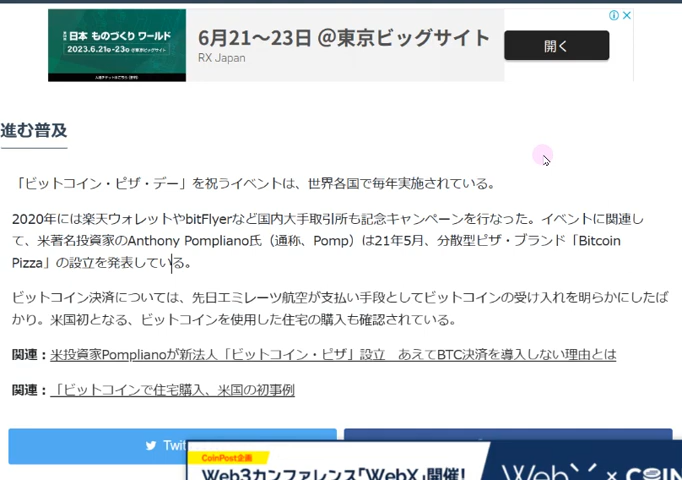 日本 ものづくり ワールド
2023.6.21水-23金 @東京ビッグサイト
6月21〜23日 @東京ビッグサイト
RX Japan
開く
進む普及
「ビットコイン・ピザ・デー」を祝うイベントは、世界各国で毎年実施されている。
2020年には楽天ウォレットやbitFlyerなど国内大手取引所も記念キャンペーンを行なった。イベントに関連し
て、米著名投資家のAnthony Pompliano氏（通称、Pomp）は21年5月、分散型ピザ・ブランド「Bitcoin
Pizza」の設立を発表している。
ビットコイン決済については、先日エミレーツ航空が支払い手段としてビットコインの受け入れを明らかにしたば
かり。米国初となる、ビットコインを使用した住宅の購入も確認されている。
関連：米投資家Pomplianoが新法人「ビットコイン・ピザ」設立　あえてBTC決済を導入しない理由とは
関連：「ビットコインで住宅購入、米国の初事例
Twit
CoinPost企画
Web3カンファレンス「WebX」開催!
WebX × COIN